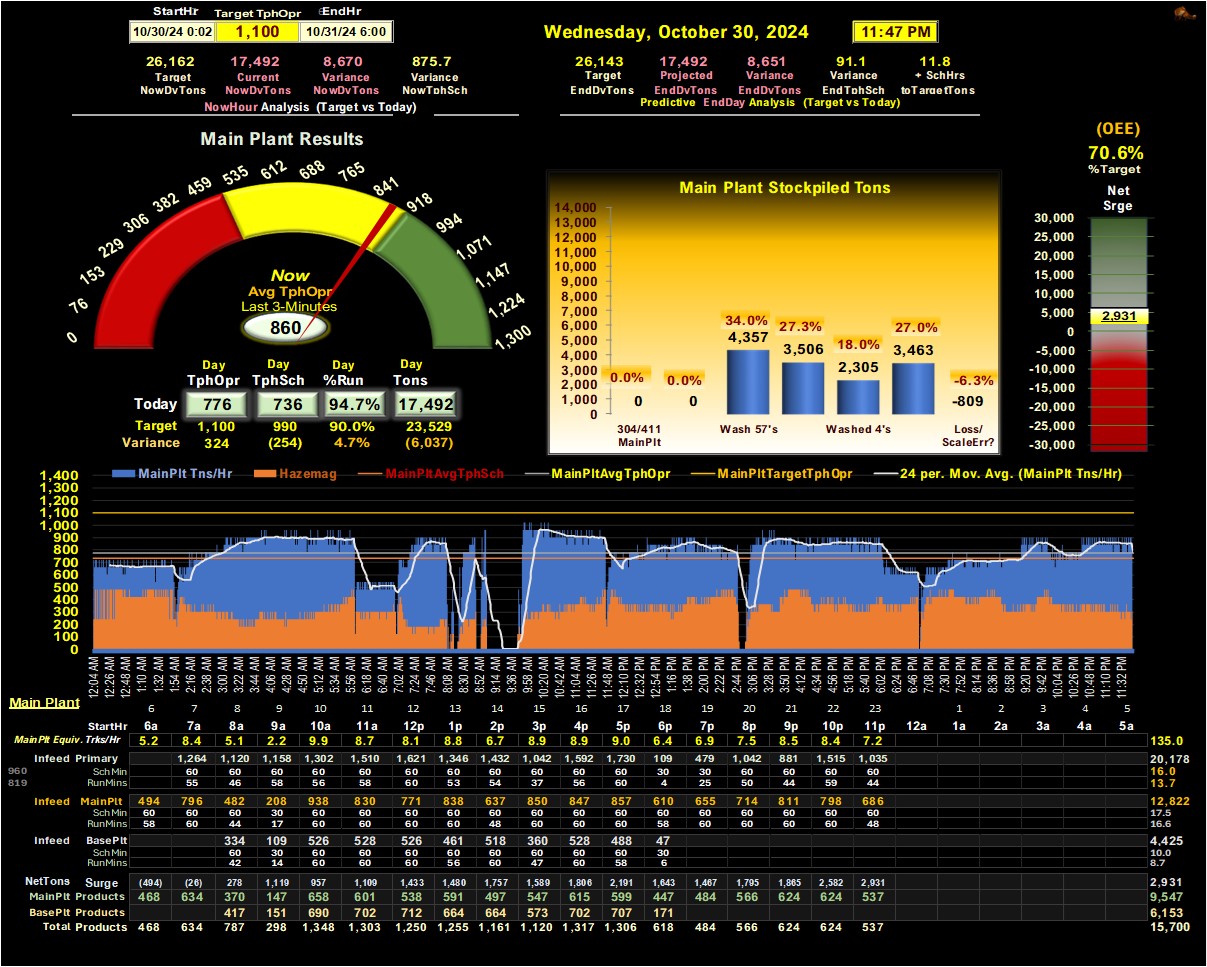 StartHr Target TphOpr EndHr
10/30/24 0:02 1,100 10/31/24 6:00
Wednesday, October 30, 2024 11:47 PM
26,162 17,492 8,670 875.7
Target Current Variance Variance
NowDvTons NowDvTons NowDvTons NowTphSch
NowHour Analysis (Target vs Today)
26,143 17,492 8,651 91.1 11.8
Target Projected Variance Variance + SchHrs
EndDvTons EndDvTons EndDvTons EndTphSch toTargetTons
Predictive EndDay Analysis (Target vs Today)
(OEE)
70.6%
%Target
Net
Srge
30,000
25,000
20,000
15,000
10,000
5,000
0
-5,000
-10,000
-15,000
-20,000
-25,000
-30,000
2,931
Main Plant Results
0 76 153 229 306 382 459 535 612 688 765 841 918 994 1,071 1,147 1,224 1,300
Now
Avg TphOpr
Last 3-Minutes
860
Day Day Day Day
TphOpr TphSch %Run Tons
Today 776 736 94.7% 17,492
Target 1,100 990 90.0% 23,529
Variance 324 (254) 4.7% (6,037)
Main Plant Stockpiled Tons
14,000
13,000
12,000
11,000
10,000
9,000
8,000
7,000
6,000
5,000
4,000
3,000
2,000
1,000
0
0.0% 0.0% 34.0% 27.3% 18.0% 27.0% -6.3%
0 0 4,357 3,506 2,305 3,463 -809
304/411 Wash 57's Washed 4's Loss/
MainPlt ScaleErr?
MainPlt Tns/Hr Hazemag MainPltAvgTphSch MainPltAvgTphOpr MainPltTargetTphOpr 24 per. Mov. Avg. (MainPlt Tns/Hr)
1,400
1,300
1,200
1,100
1,000
900
800
700
600
500
400
300
200
100
0
12:04 AM 12:26 AM 12:48 AM 1:10 AM 1:32 AM 1:54 AM 2:16 AM 2:38 AM 3:00 AM 3:22 AM 3:44 AM 4:06 AM 4:28 AM 4:50 AM 5:12 AM 5:34 AM 5:56 AM 6:18 AM 6:40 AM 7:02 AM 7:24 AM 7:46 AM 8:08 AM 8:30 AM 8:52 AM 9:14 AM 9:36 AM 9:58 AM 10:20 AM 10:42 AM 11:04 AM 11:26 AM 11:48 AM 12:10 PM 12:32 PM 12:54 PM 1:16 PM 1:38 PM 2:00 PM 2:22 PM 2:44 PM 3:06 PM 3:28 PM 3:50 PM 4:12 PM 4:34 PM 4:56 PM 5:18 PM 5:40 PM 6:02 PM 6:24 PM 6:46 PM 7:08 PM 7:30 PM 7:52 PM 8:14 PM 8:36 PM 8:58 PM 9:20 PM 9:42 PM 10:04 PM 10:26 PM 10:48 PM 11:10 PM 11:32 PM
Main Plant 6 7 8 9 10 11 12 13 14 15 16 17 18 19 20 21 22 23 0 1 2 3 4 5
StartHr 6a 7a 8a 9a 10a 11a 12p 1p 2p 3p 4p 5p 6p 7p 8p 9p 10p 11p 12a 1a 2a 3a 4a 5a
MainPlt Equiv. Trks/Hr 5.2 8.4 5.1 2.2 9.9 8.7 8.1 8.8 6.7 8.9 8.9 9.0 6.4 6.9 7.5 8.5 8.4 7.2 135.0
Infeed Primary 1,264 1,120 1,158 1,302 1,510 1,621 1,346 1,432 1,042 1,592 1,730 109 479 1,042 881 1,515 1,035 20,178
960 SchMin 60 60 60 60 60 60 60 60 60 60 60 30 30 60 60 60 60 16.0
819 RunMins 55 46 58 56 58 60 53 54 37 56 60 4 25 50 44 59 44 13.7
Infeed MainPlt 494 796 482 208 938 830 771 838 637 850 847 857 610 655 714 811 798 686 12,822
SchMin 60 60 60 30 60 60 60 60 60 60 60 60 60 60 60 60 60 60 17.5
RunMins 58 60 44 17 60 60 60 60 48 60 60 60 58 60 60 60 60 48 16.6
Infeed BasePlt 334 109 526 528 526 461 518 360 528 488 47 4,425
SchMin 60 30 60 60 60 60 60 60 60 60 30 10.0
RunMins 42 14 60 60 60 56 60 47 60 58 6 8.7
NetTons Surge (494) (26) 278 1,119 957 1,109 1,433 1,480 1,757 1,589 1,806 2,191 1,643 1,467 1,795 1,865 2,582 2,931 2,931
MainPlt Products 468 634 370 147 658 601 538 591 497 547 615 599 447 484 566 624 624 537 9,547
BasePlt Products 417 151 690 702 712 664 664 573 702 707 171 6,153
Total Products 468 634 787 298 1,348 1,303 1,250 1,255 1,161 1,120 1,317 1,306 618 484 566 624 624 537 15,700